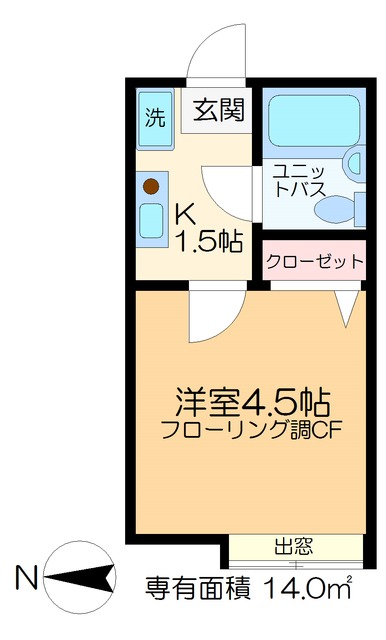 玄関
洗
ユニッ
トバス
K
1.5帖
クローゼット
洋室4.5帖
フローリング調CF
出窓
N
専有面積 14.0㎡